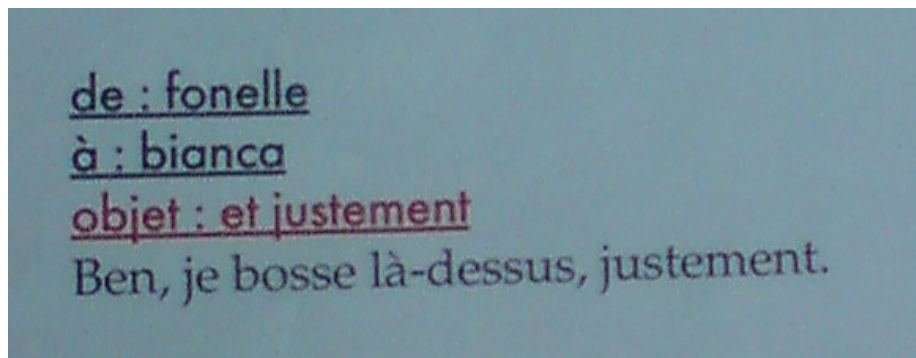 de : fonelle
à : bianca
objet : et justement
Ben, je bosse là-dessus, justement.